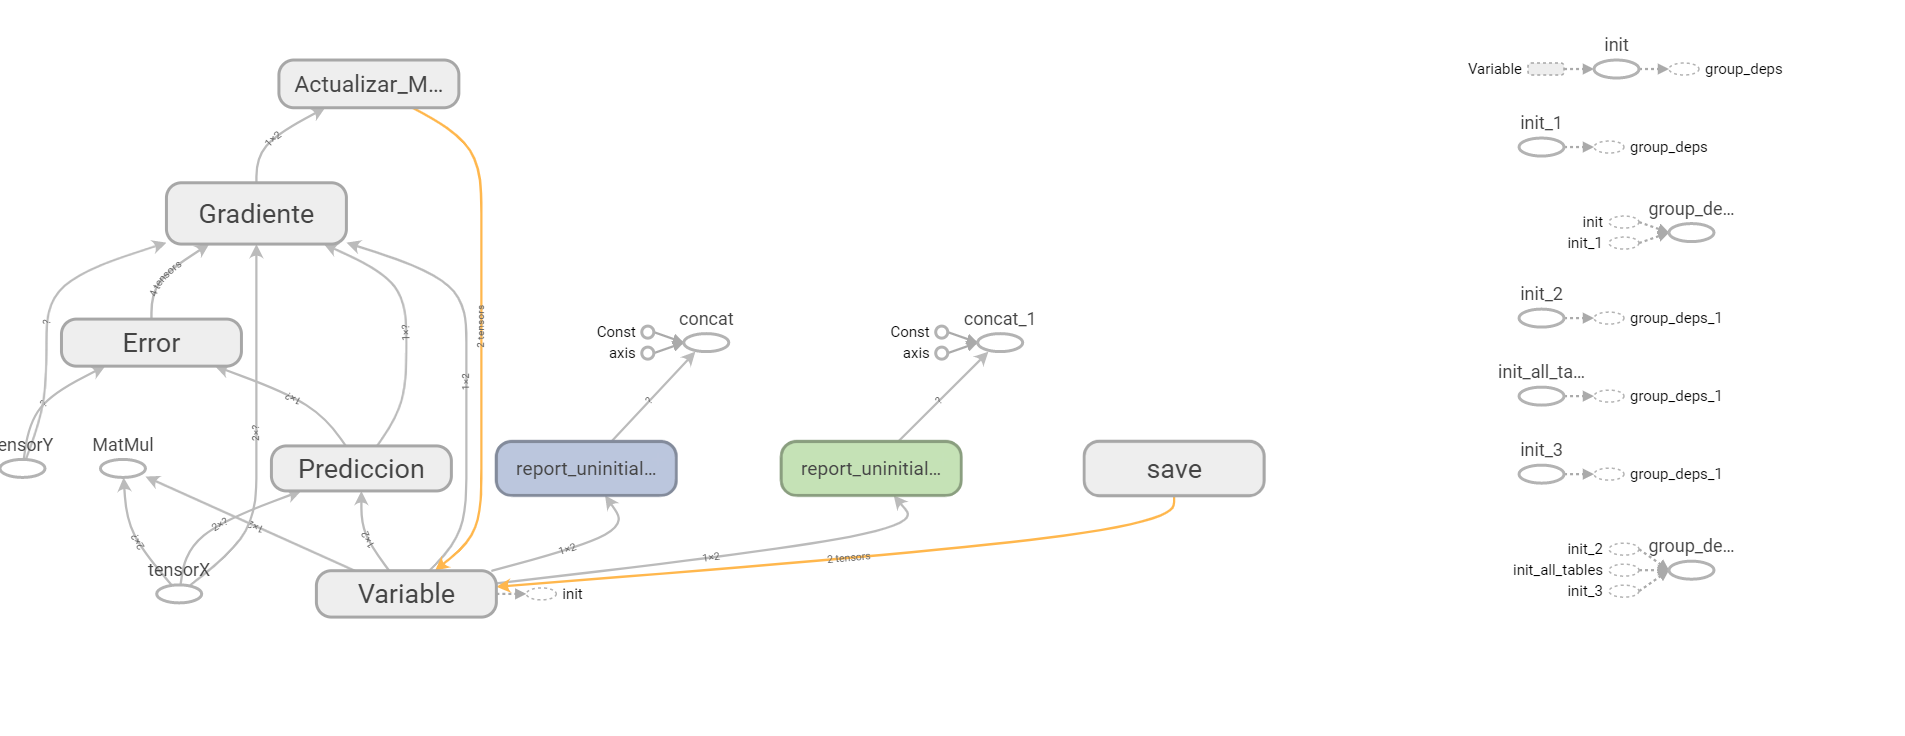 Actualizar_M...
1×2
Gradiente
4 tensors
?
Error
1×?
2 tensors
1×2
1×?
?
2×?
ensorY
MatMul
Prediccion
2×?
1×2
1×2
2×?
tensorX
Variable
init
Const
axis
concat
?
report_uninitial...
1×2
Const
axis
concat_1
?
report_uninitial...
1×2
save
2 tensors
init
Variable
group_deps
init_1
group_deps
group_de...
init
init_1
init_2
group_deps_1
init_all_ta...
group_deps_1
init_3
group_deps_1
group_de...
init_2
init_all_tables
init_3